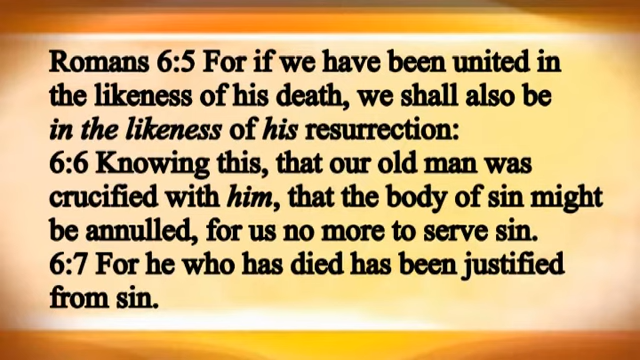 Romans 6:5 For if we have been united in
the likeness of his death, we shall also be
in the likeness of his resurrection:
6:6 Knowing this, that our old man was
crucified with him, that the body of sin might
be annulled, for us no more to serve sin.
6:7 For he who has died has been justified
from sin.